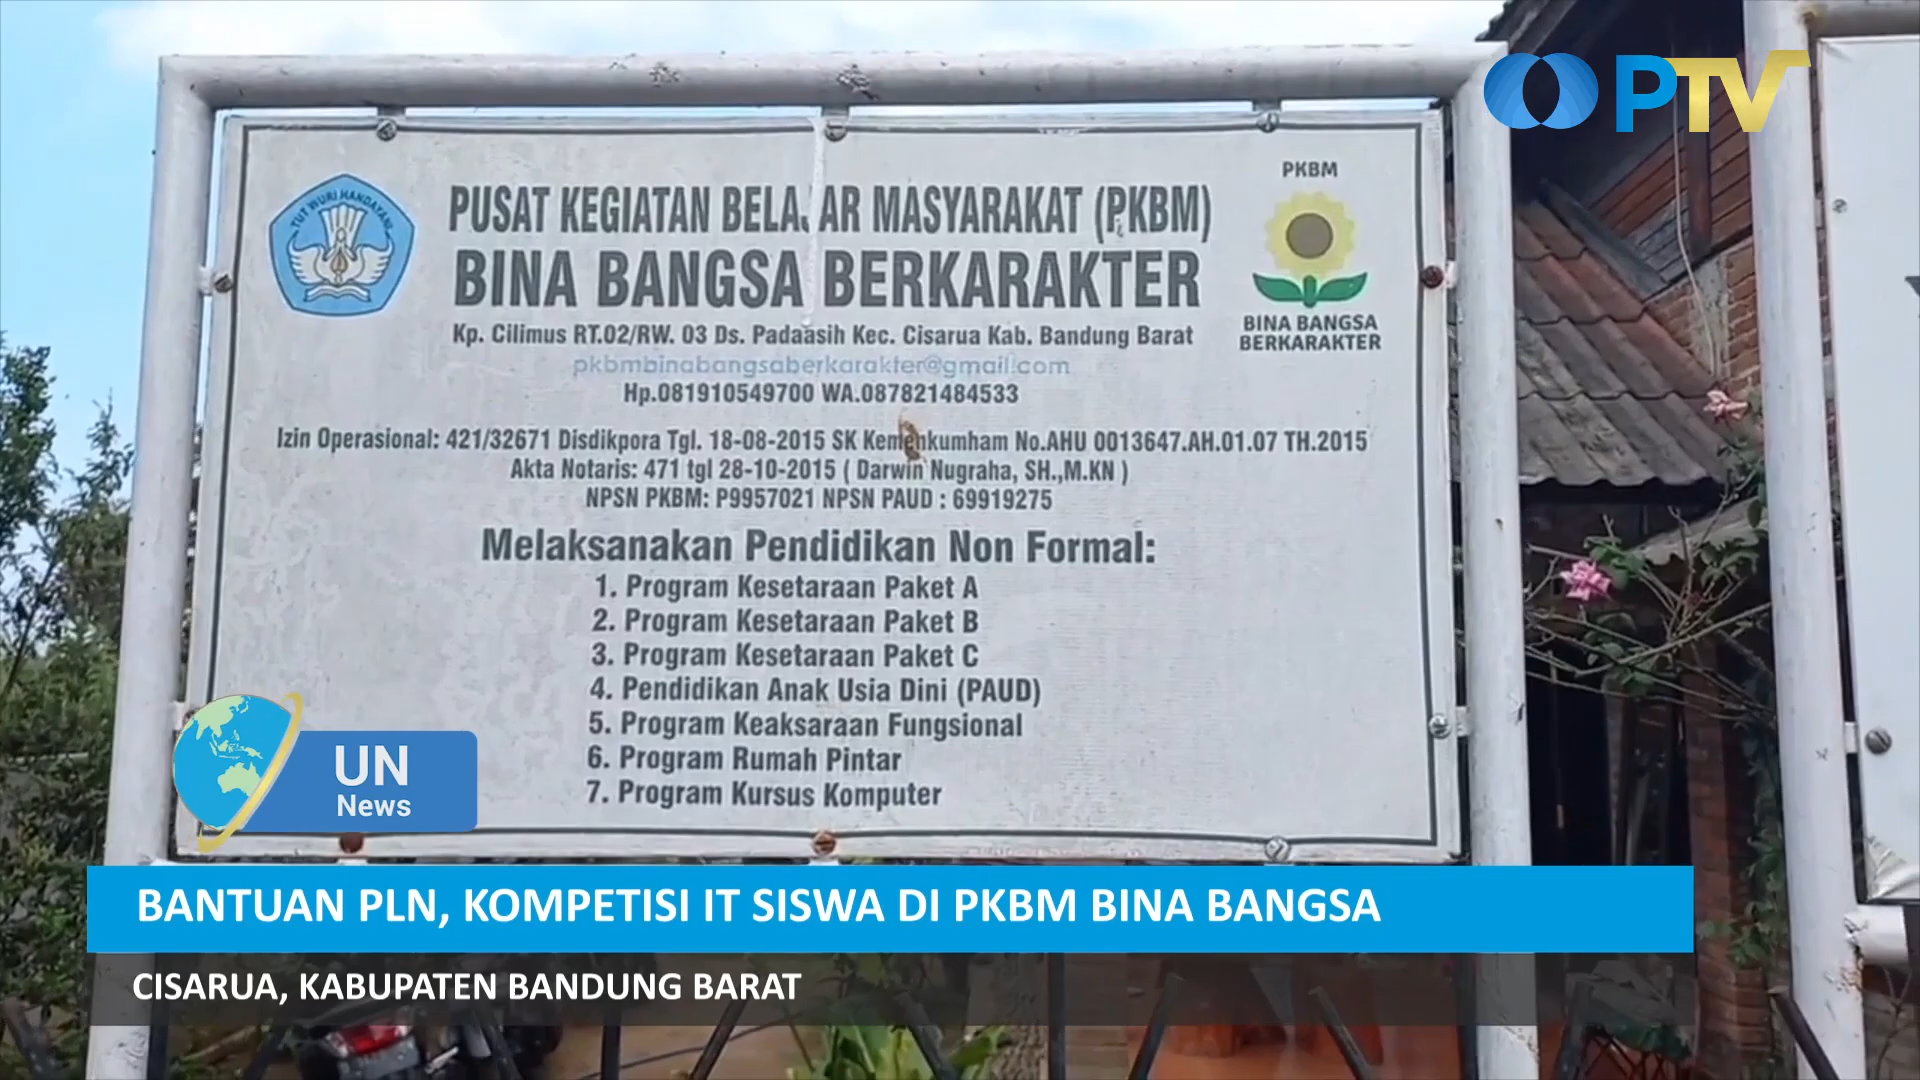 PTV
TUT WURI HANDAYANI
PUSAT KEGIATAN BELAJAR MASYARAKAT (PKBM)
BINA BANGSA BERKARAKTER
Kp. Cilimus RT.02/RW. 03 Ds. Padaasih Kec. Cisarua Kab. Bandung Barat
pkbmbinabangsaberkarakter@gmail.com
Hp.081910549700 WA.087821484533
PKBM
BINA BANGSA
BERKARAKTER
Izin Operasional: 421/32671 Disdikpora Tgl. 18-08-2015 SK Kemenkumham No.AHU 0013647.AH.01.07 TH.2015
Akta Notaris: 471 tgl 28-10-2015 ( Darwin Nugraha, SH.,M.KN )
NPSN PKBM: P9957021 NPSN PAUD : 69919275
Melaksanakan Pendidikan Non Formal:
1. Program Kesetaraan Paket A
2. Program Kesetaraan Paket B
3. Program Kesetaraan Paket C
4. Pendidikan Anak Usia Dini (PAUD)
5. Program Keaksaraan Fungsional
6. Program Rumah Pintar
7. Program Kursus Komputer
UN
News
BANTUAN PLN, KOMPETISI IT SISWA DI PKBM BINA BANGSA
CISARUA, KABUPATEN BANDUNG BARAT